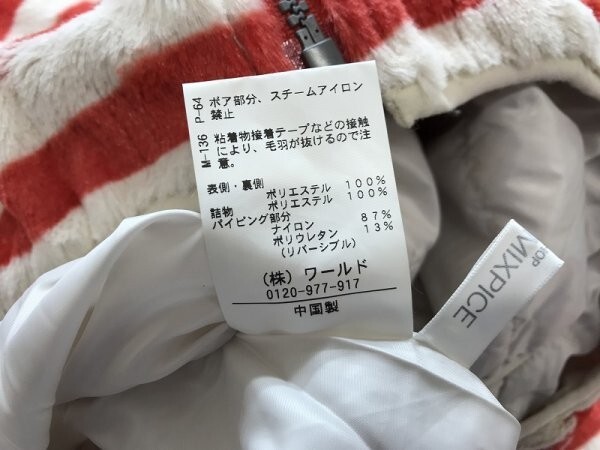 P-64 ボア部分、スチームアイロン
禁止
M-136 粘着物接着テープなどの接触
により、毛羽が抜けるので注
意。
表側・裏側
ポリエステル 100%
詰物 ポリエステル 100%
パイピング部分
ナイロン 87%
ポリウレタン 13%
(リバーシブル)
(株) ワールド
0120-977-917
中国製
MIXPICE